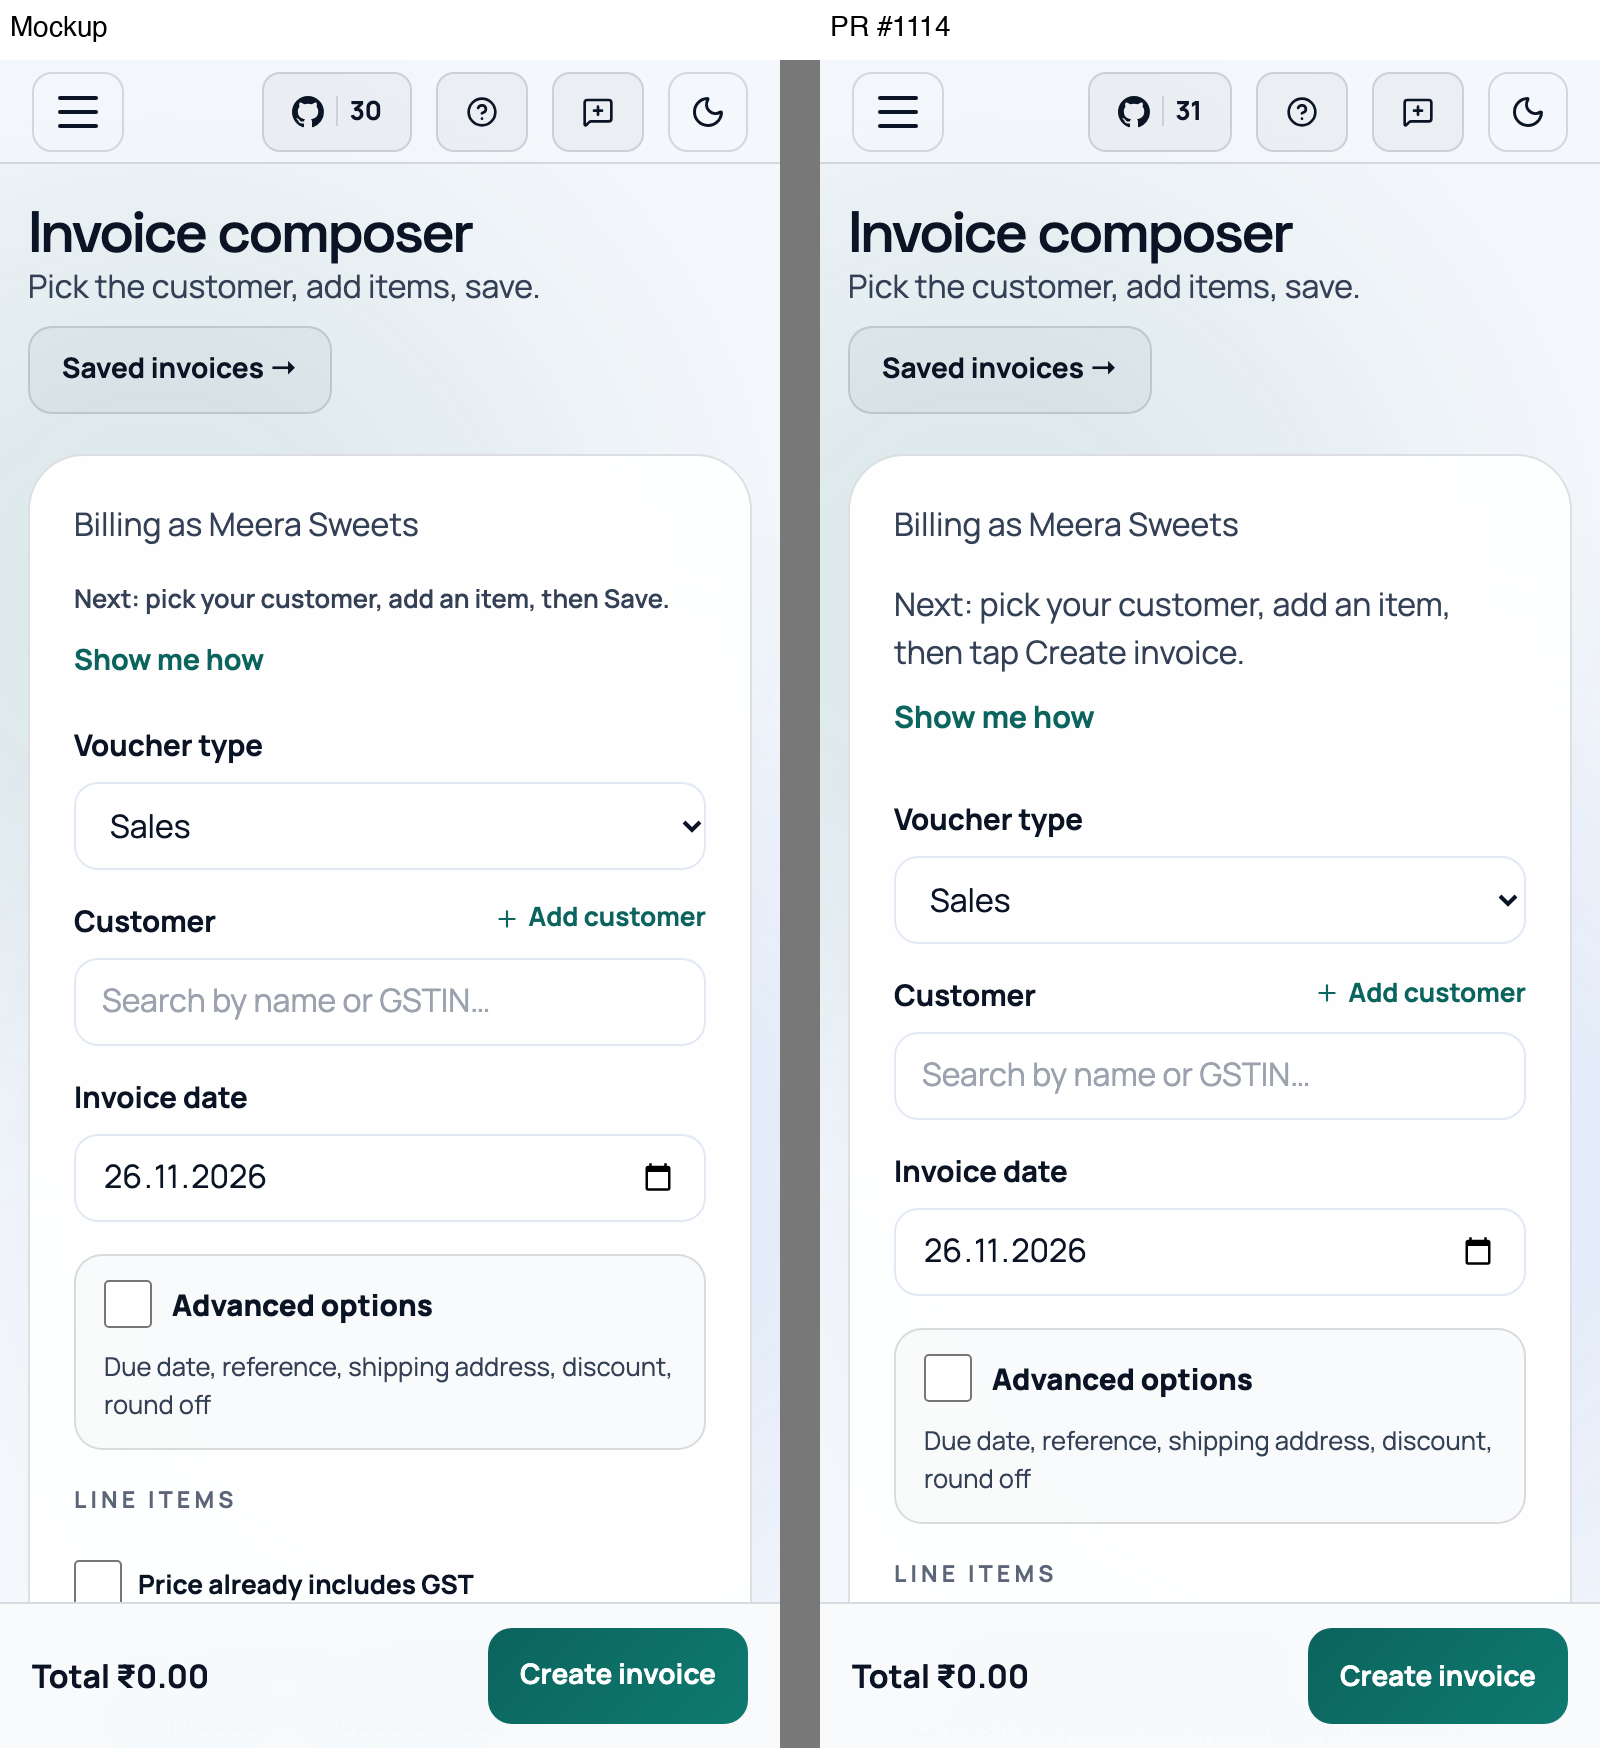 Mockup
30
Invoice composer
Pick the customer, add items, save.
Saved invoices →
Billing as Meera Sweets
Next: pick your customer, add an item, then Save.
Show me how
Voucher type
Sales
Customer
+ Add customer
Search by name or GSTIN...
Invoice date
26.11.2026
Advanced options
Due date, reference, shipping address, discount,
round off
LINE ITEMS
Price already includes GST
Total ₹0.00
Create invoice
PR #1114
31
Invoice composer
Pick the customer, add items, save.
Saved invoices →
Billing as Meera Sweets
Next: pick your customer, add an item,
then tap Create invoice.
Show me how
Voucher type
Sales
Customer
+ Add customer
Search by name or GSTIN...
Invoice date
26.11.2026
Advanced options
Due date, reference, shipping address, discount,
round off
LINE ITEMS
Total ₹0.00
Create invoice